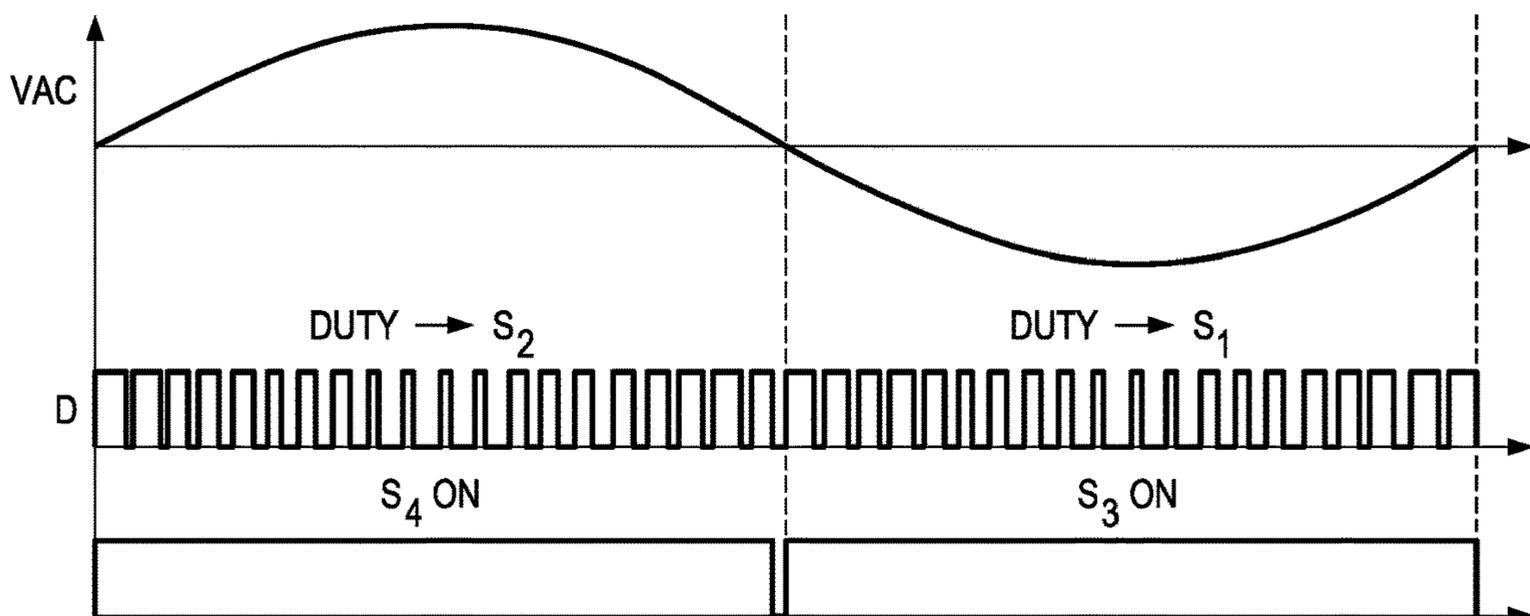 VAC
DUTY → S₂
DUTY → S₁
D
S₄ ON
S₃ ON